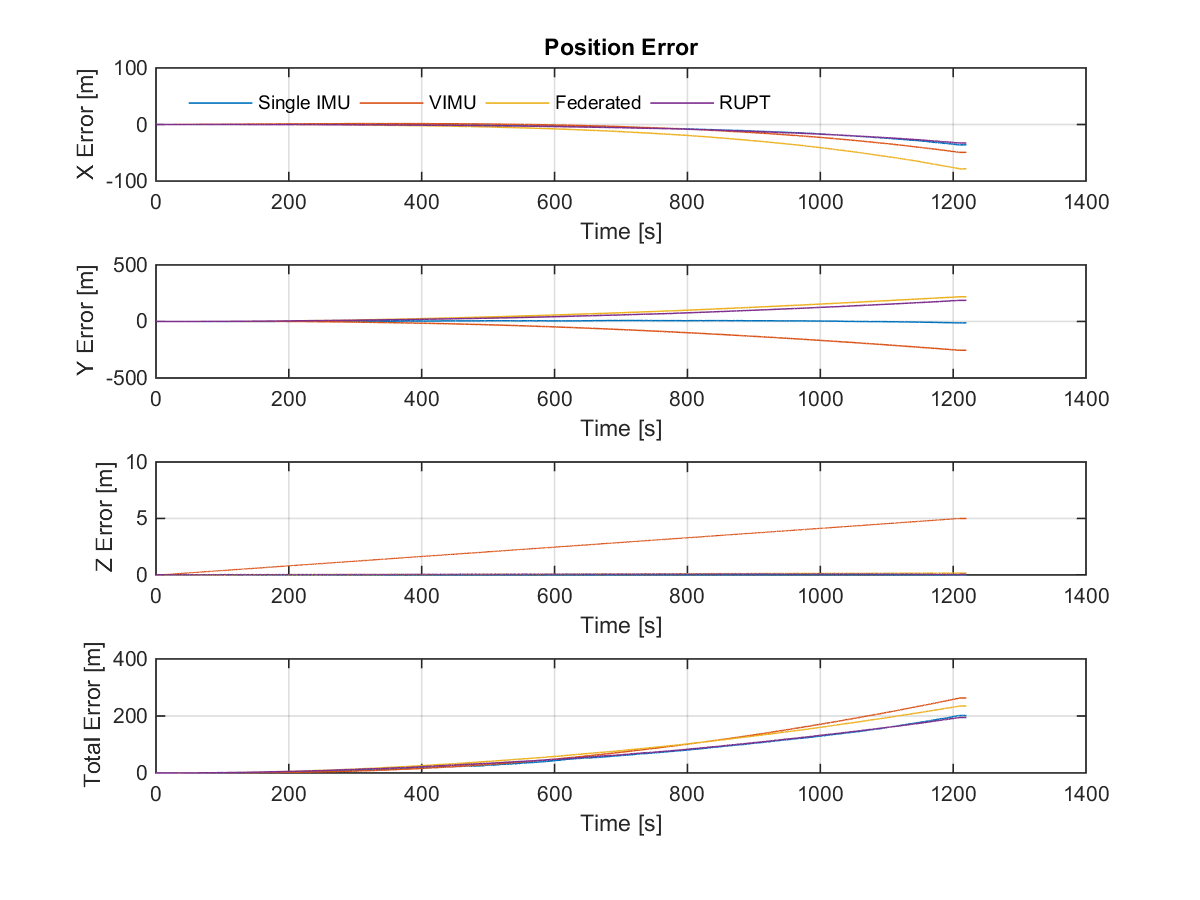 Position Error
X Error [m]
100
0
-100
Single IMU VIMU Federated RUPT
0 200 400 600 800 1000 1200 1400
Time [s]
Y Error [m]
500
0
-500
0 200 400 600 800 1000 1200 1400
Time [s]
Z Error [m]
10
5
0
0 200 400 600 800 1000 1200 1400
Time [s]
Total Error [m]
400
200
0
0 200 400 600 800 1000 1200 1400
Time [s]